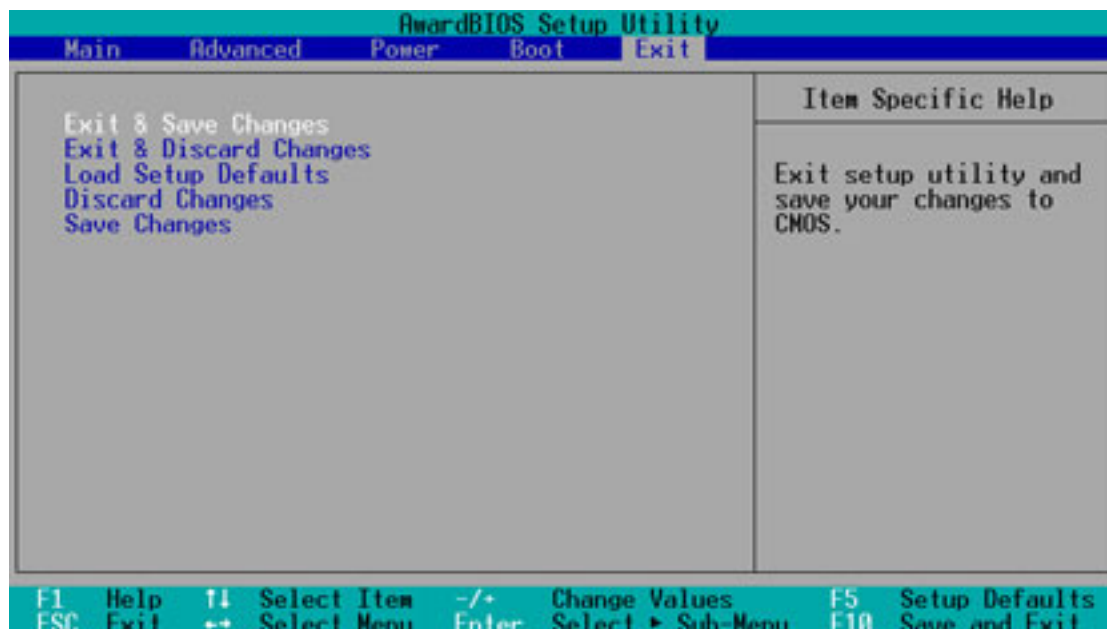 AwardBIOS Setup Utility
Main Advanced Power Boot Exit
Exit & Save Changes
Exit & Discard Changes
Load Setup Defaults
Discard Changes
Save Changes
Item Specific Help
Exit setup utility and
save your changes to
CMOS.
F1 Help ↑↓ Select Item -/+ Change Values F5 Setup Defaults
ESC Exit ←→ Select Menu Enter Select ► Sub-Menu F10 Save and Exit